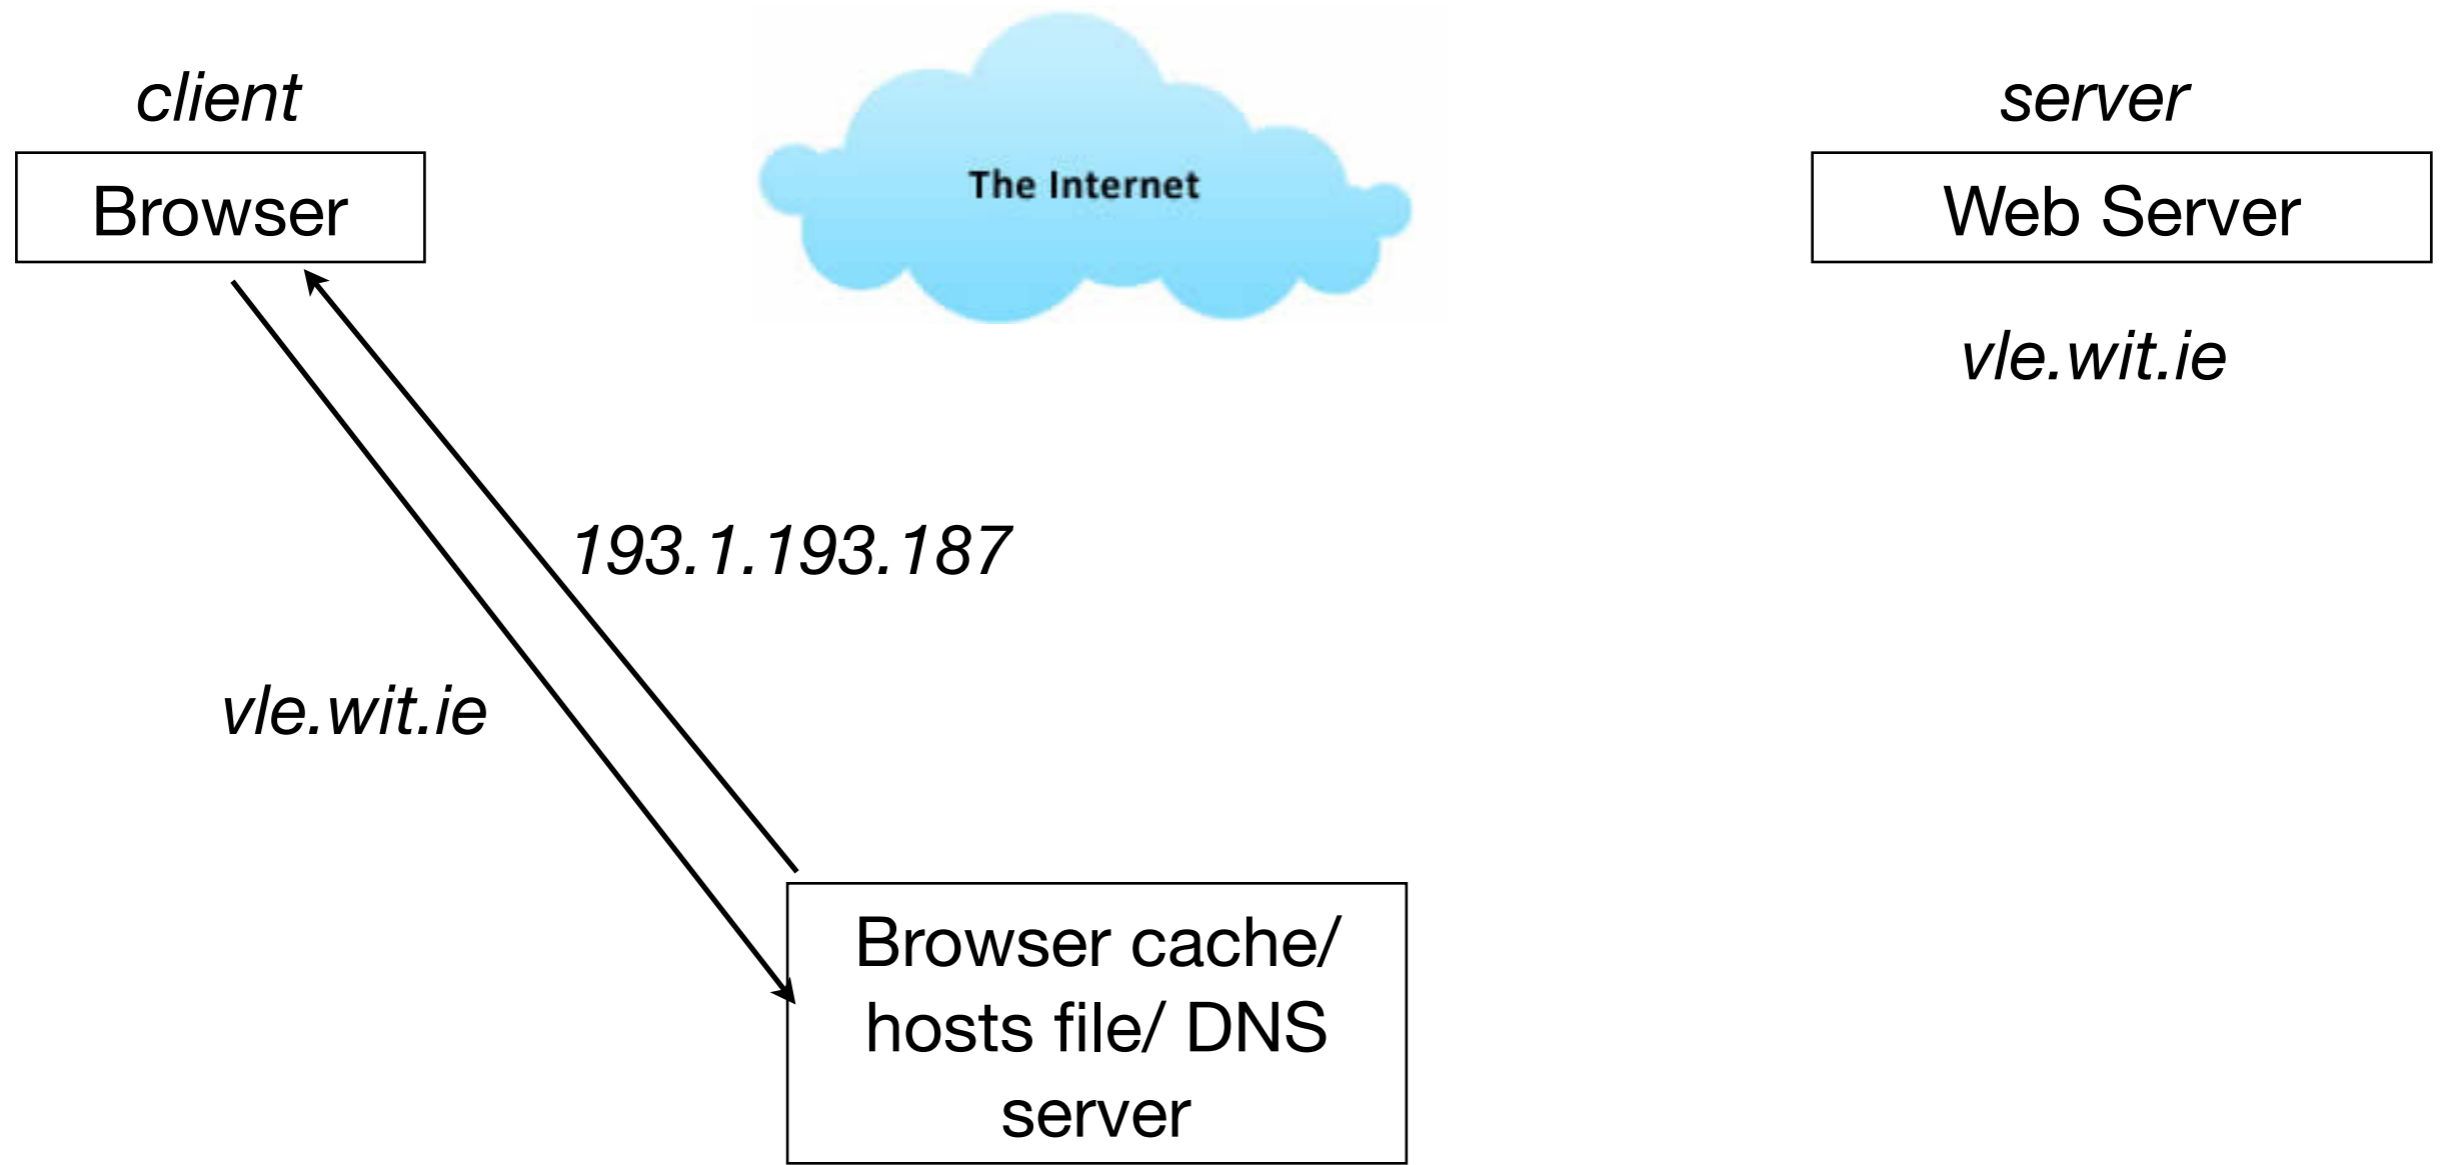 client
server
Browser
The Internet
Web Server
vle.wit.ie
193.1.193.187
vle.wit.ie
Browser cache/
hosts file/ DNS
server